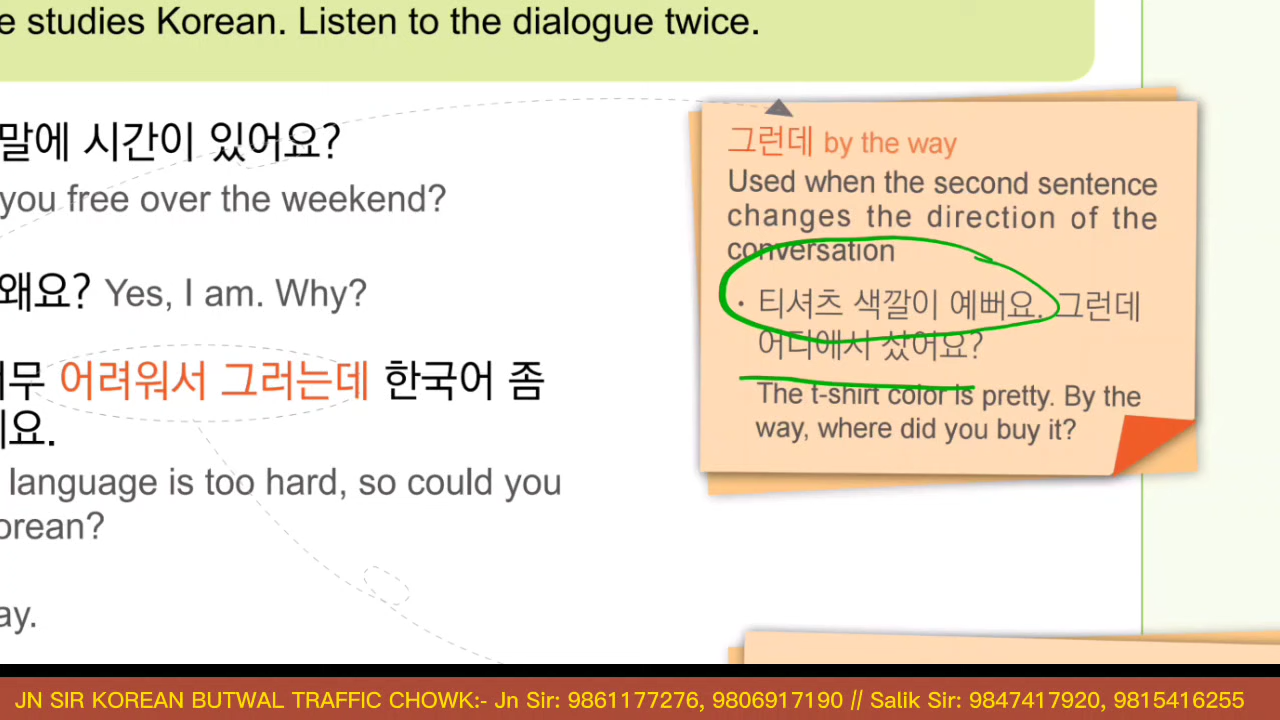 e studies Korean. Listen to the dialogue twice.
말에 시간이 있어요?
you free over the weekend?
왜요? Yes, I am. Why?
어려워서 그러는데 한국어 좀
요.
language is too hard, so could you
orean?
ay.
그런데 by the way
Used when the second sentence
changes the direction of the
conversation
• 티셔츠 색깔이 예뻐요. 그런데
어디에서 샀어요?
The t-shirt color is pretty. By the
way, where did you buy it?
JN SIR KOREAN BUTWAL TRAFFIC CHOWK:- Jn Sir: 9861177276, 9806917190 // Salik Sir: 9847417920, 9815416255